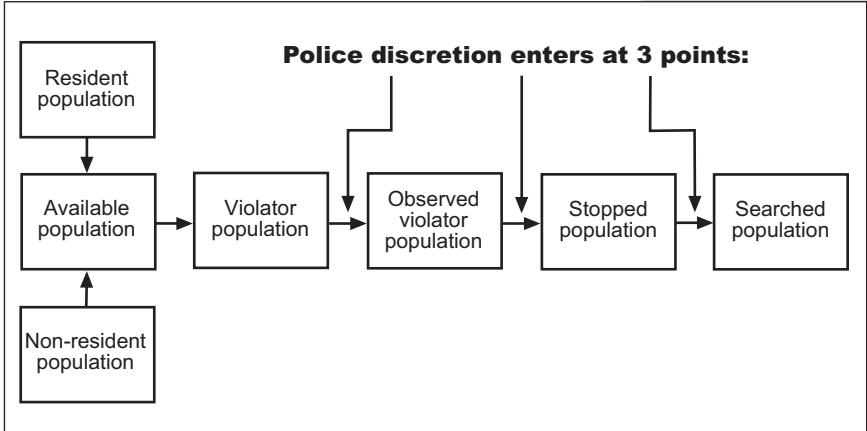 Police discretion enters at 3 points:
Resident
population
Available
population
Violator
population
Observed
violator
population
Stopped
population
Searched
population
Non-resident
population